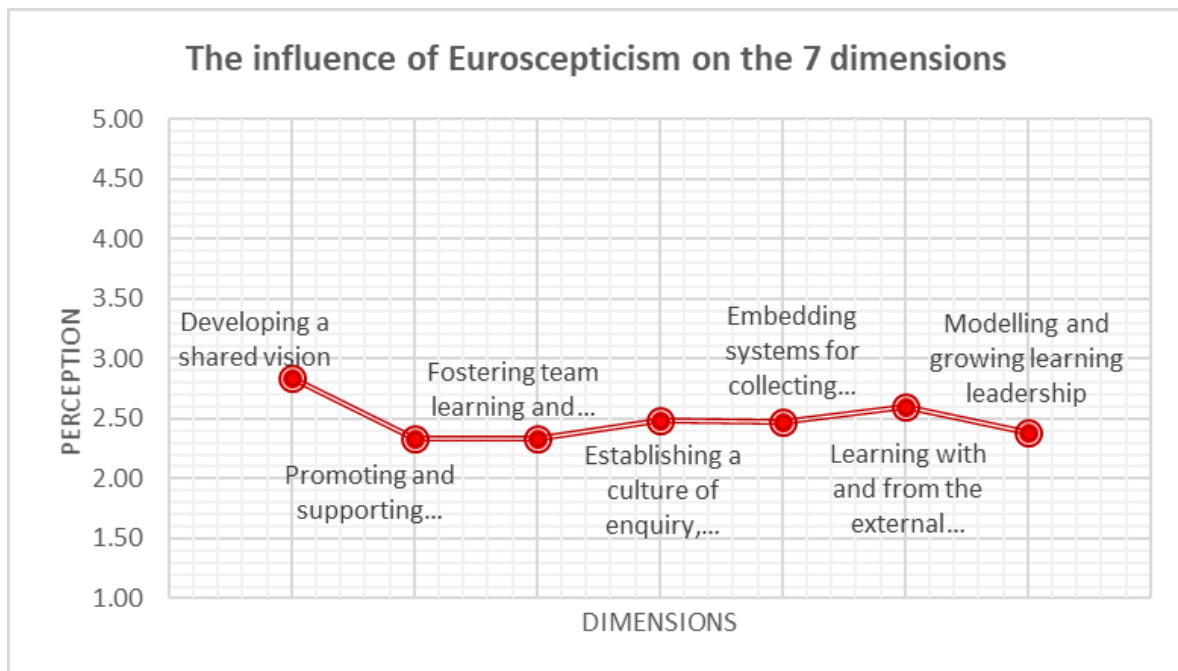 The influence of Euroscepticism on the 7 dimensions
5.00
4.50
4.00
3.50
3.00
2.50
2.00
1.50
1.00
PERCEPTION
Developing a
shared vision
Promoting and
supporting...
Fostering team
learning and...
Establishing a
culture of
enquiry,...
Embedding
systems for
collecting...
Learning with
and from the
external...
Modelling and
growing learning
leadership
DIMENSIONS